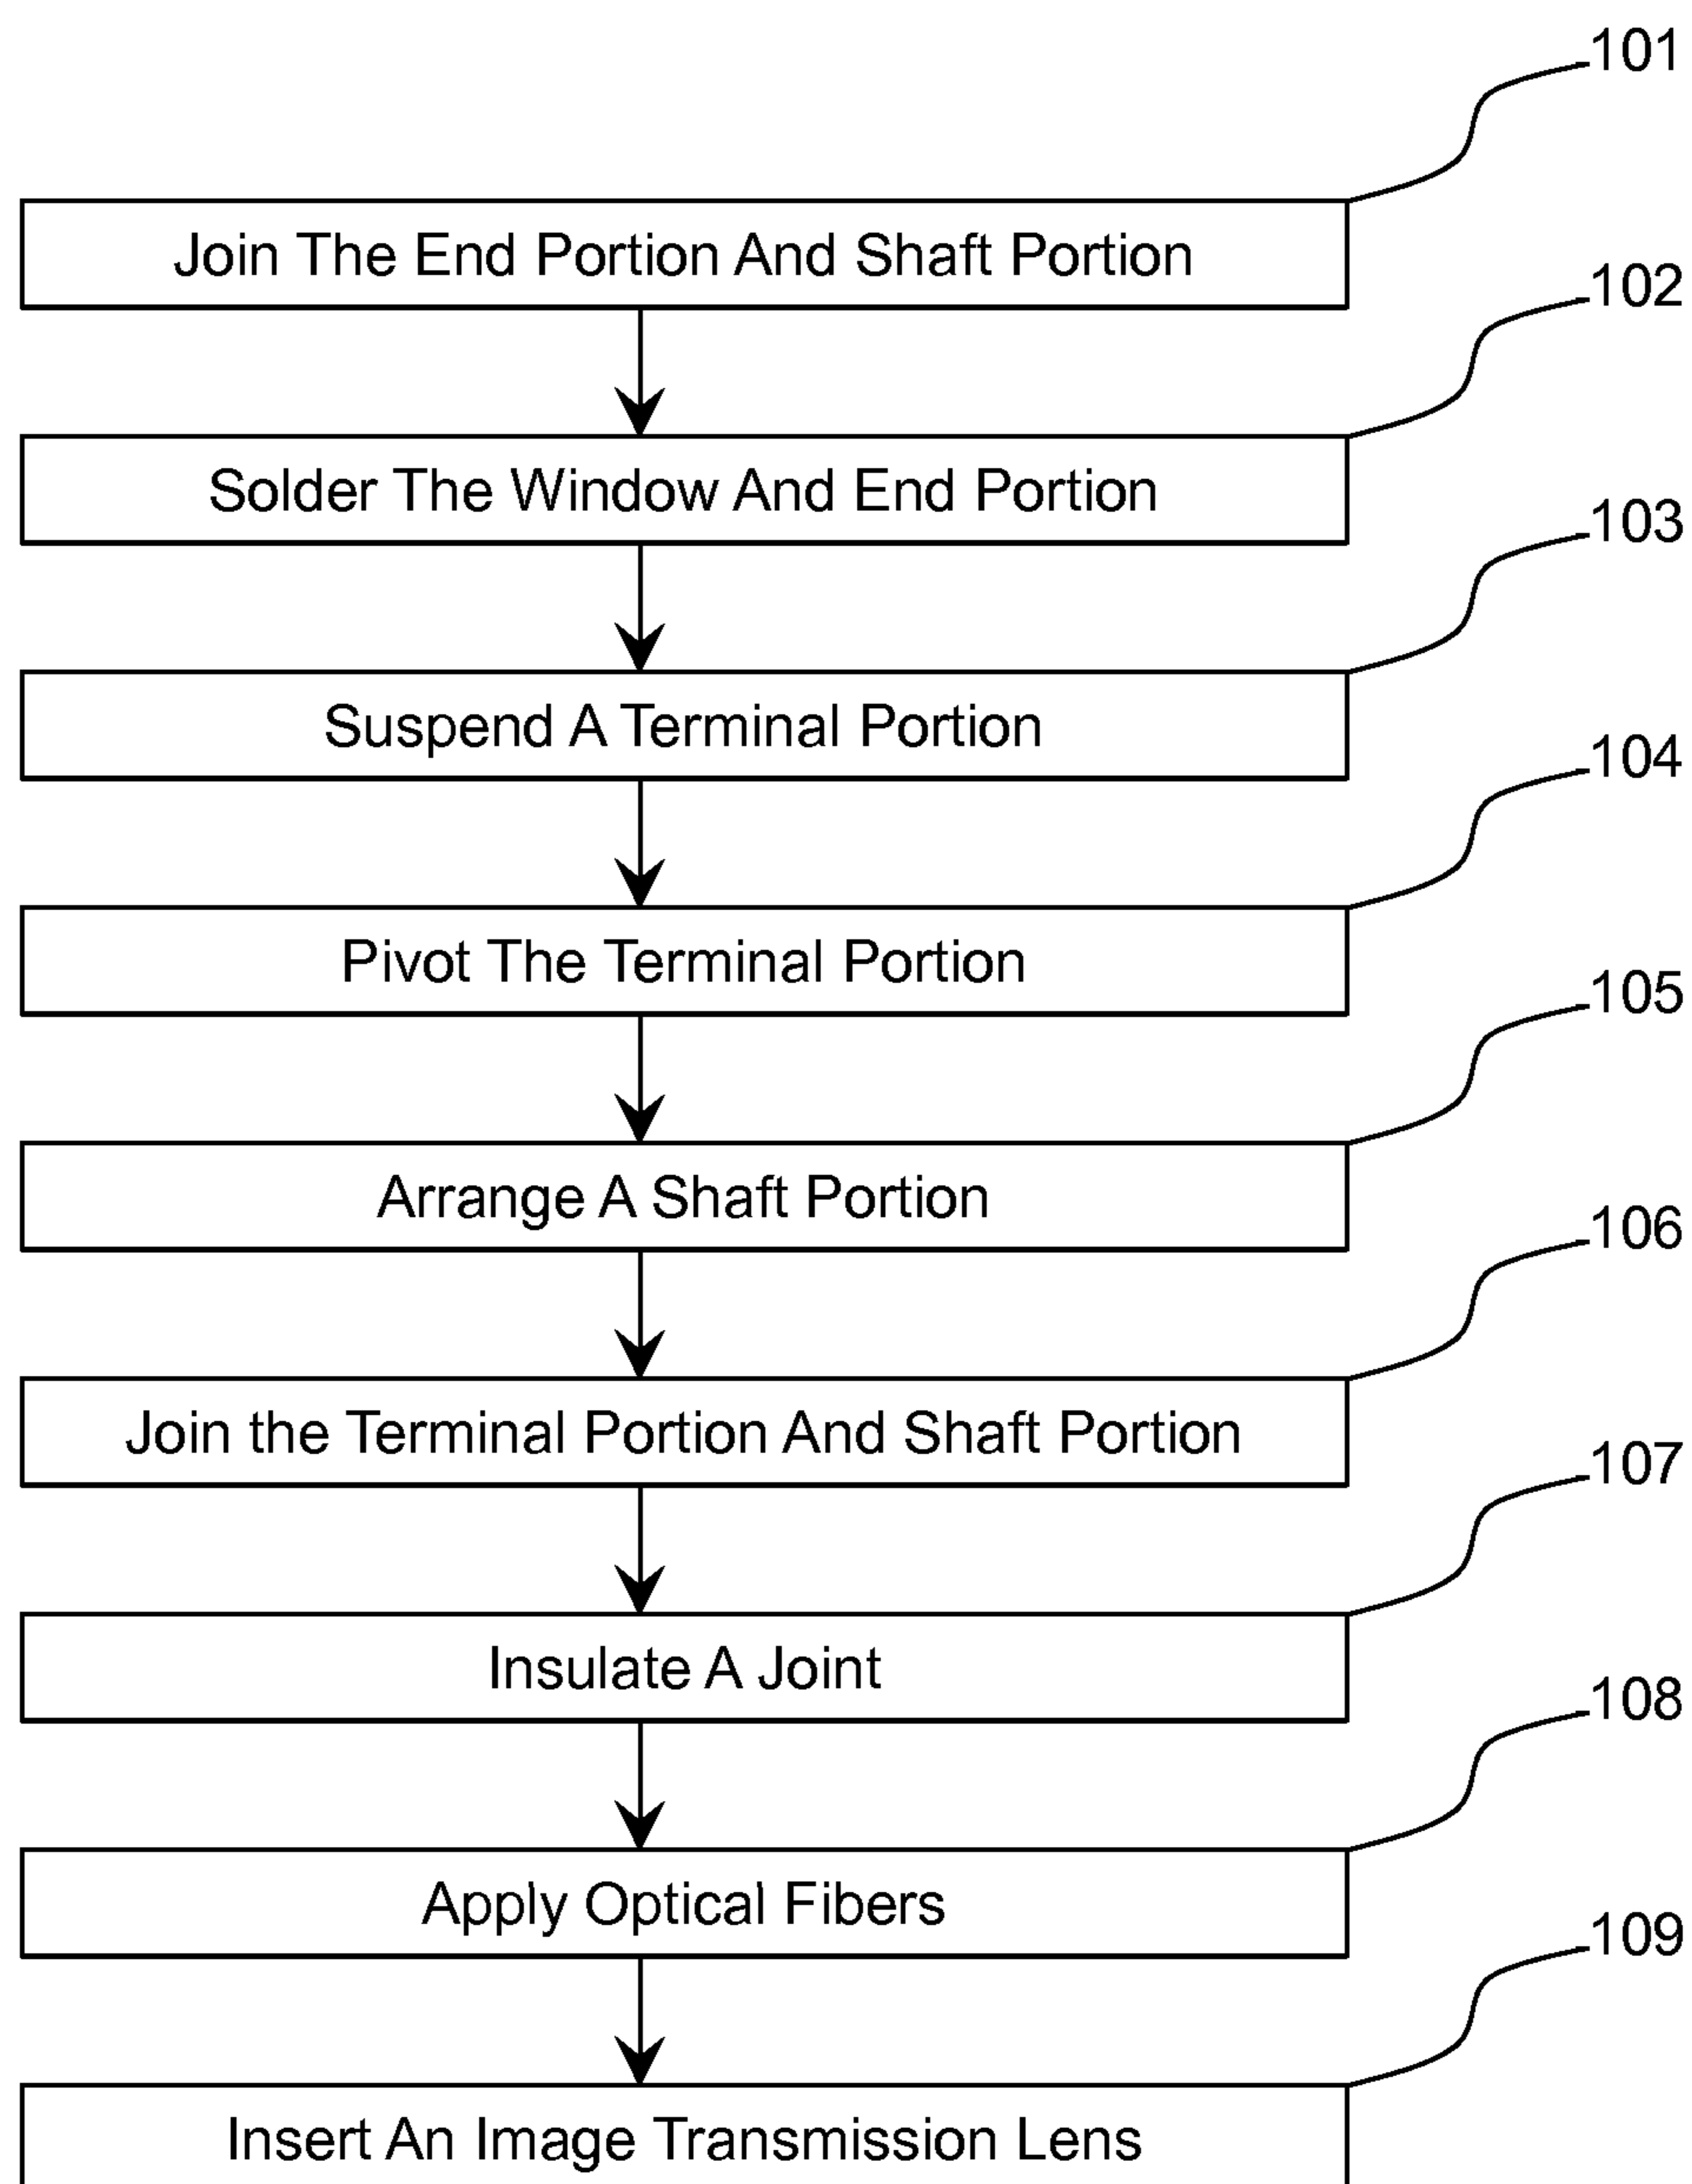 101
Join The End Portion And Shaft Portion
102
Solder The Window And End Portion
103
Suspend A Terminal Portion
104
Pivot The Terminal Portion
105
Arrange A Shaft Portion
106
Join the Terminal Portion And Shaft Portion
107
Insulate A Joint
108
Apply Optical Fibers
109
Insert An Image Transmission Lens